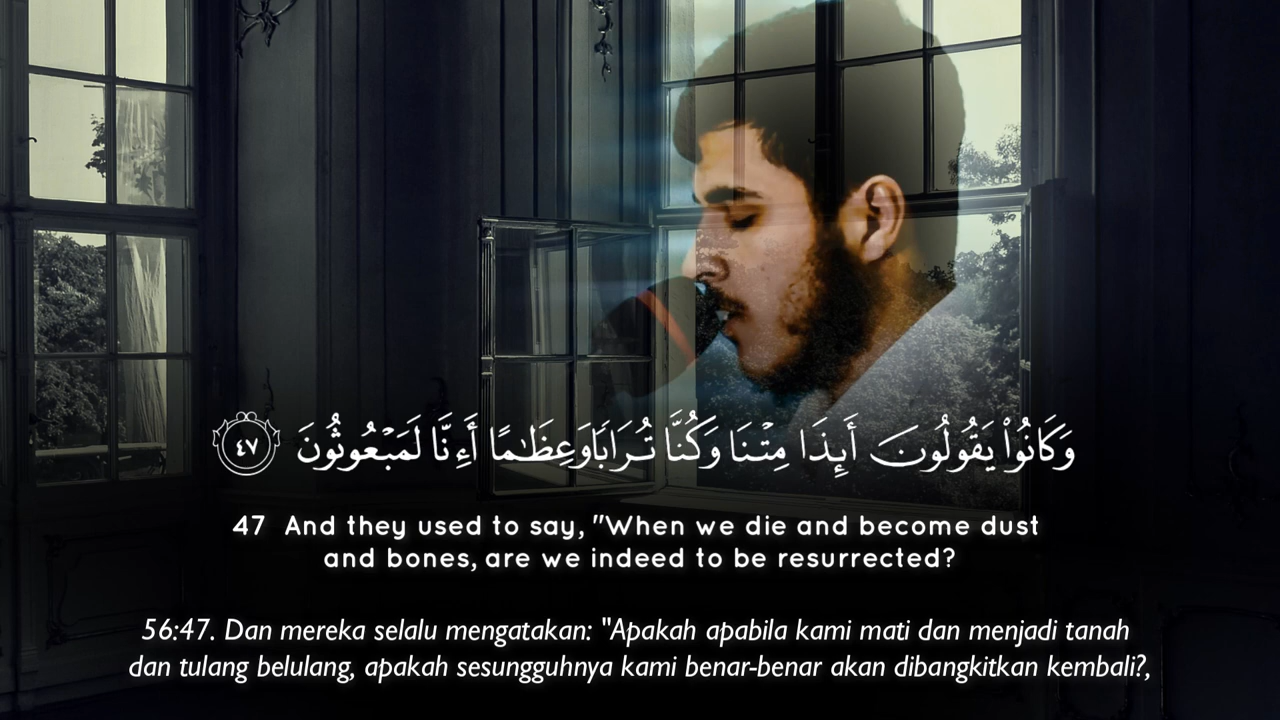 وَكَانُوا۟ يَقُولُونَ أَئِذَا مِتْنَا وَكُنَّا تُرَابًا وَعِظَٰمًا أَءِنَّا لَمَبْعُوثُونَ ٤٧
47 And they used to say, "When we die and become dust
and bones, are we indeed to be resurrected?
56:47. Dan mereka selalu mengatakan: "Apakah apabila kami mati dan menjadi tanah
dan tulang belulang, apakah sesungguhnya kami benar-benar akan dibangkitkan kembali?,